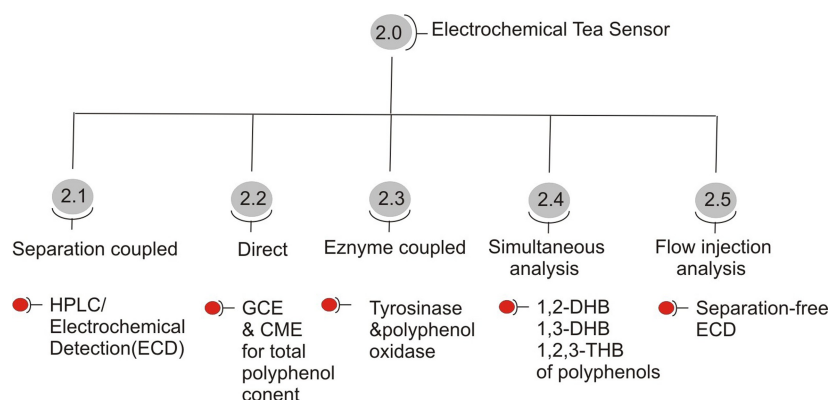 2.0
Electrochemical Tea Sensor
2.1
Separation coupled
HPLC/
Electrochemical
Detection(ECD)
2.2
Direct
GCE
& CME
for total
polyphenol
conent
2.3
Eznyme coupled
Tyrosinase
&polyphenol
oxidase
2.4
Simultaneous
analysis
1,2-DHB
1,3-DHB
1,2,3-THB
of polyphenols
2.5
Flow injection
analysis
Separation-free
ECD